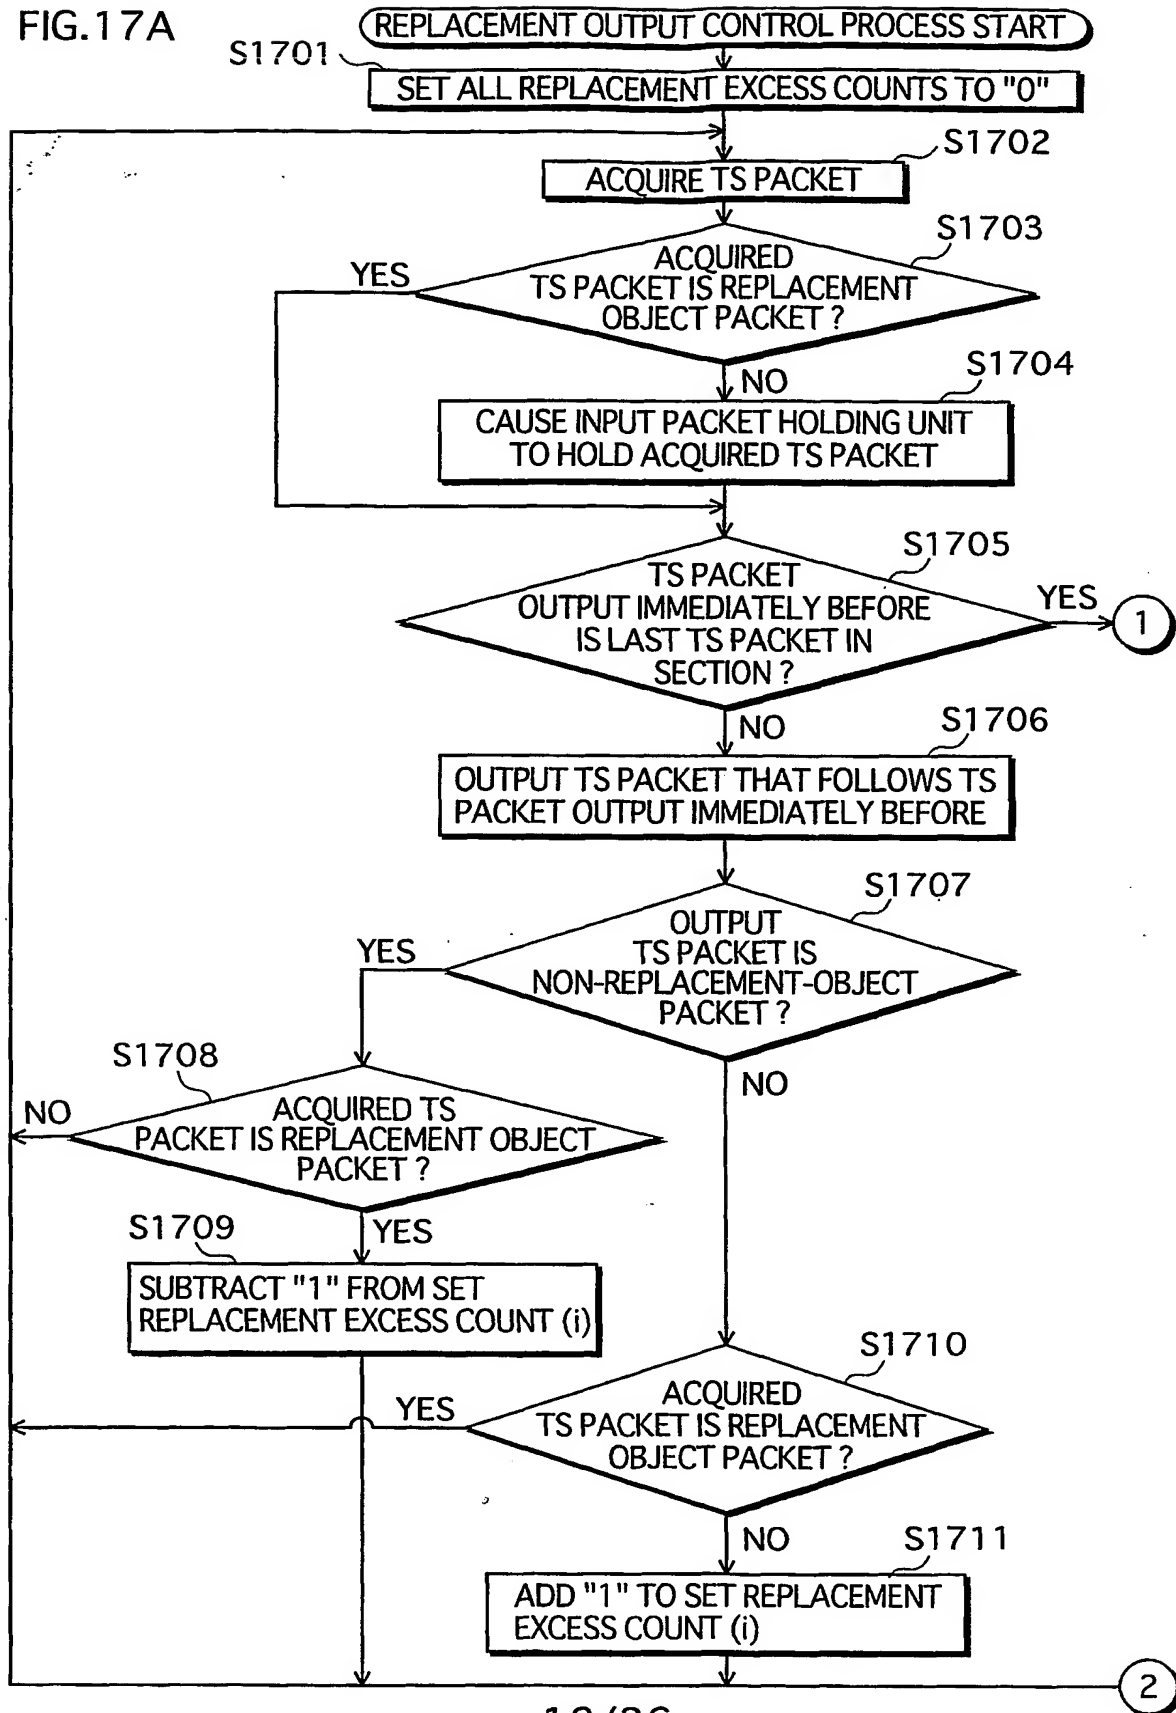 FIG.17A
REPLACEMENT OUTPUT CONTROL PROCESS START
S1701
SET ALL REPLACEMENT EXCESS COUNTS TO "0"
S1702
ACQUIRE TS PACKET
S1703
ACQUIRED
TS PACKET IS REPLACEMENT
OBJECT PACKET ?
YES
NO
S1704
CAUSE INPUT PACKET HOLDING UNIT
TO HOLD ACQUIRED TS PACKET
S1705
TS PACKET
OUTPUT IMMEDIATELY BEFORE
IS LAST TS PACKET IN
SECTION ?
YES
1
NO
S1706
OUTPUT TS PACKET THAT FOLLOWS TS
PACKET OUTPUT IMMEDIATELY BEFORE
S1707
OUTPUT
TS PACKET IS
NON-REPLACEMENT-OBJECT
PACKET ?
YES
NO
S1708
ACQUIRED TS
PACKET IS REPLACEMENT OBJECT
PACKET ?
NO
YES
S1709
SUBTRACT "1" FROM SET
REPLACEMENT EXCESS COUNT (i)
S1710
ACQUIRED
TS PACKET IS REPLACEMENT
OBJECT PACKET ?
YES
NO
S1711
ADD "1" TO SET REPLACEMENT
EXCESS COUNT (i)
2